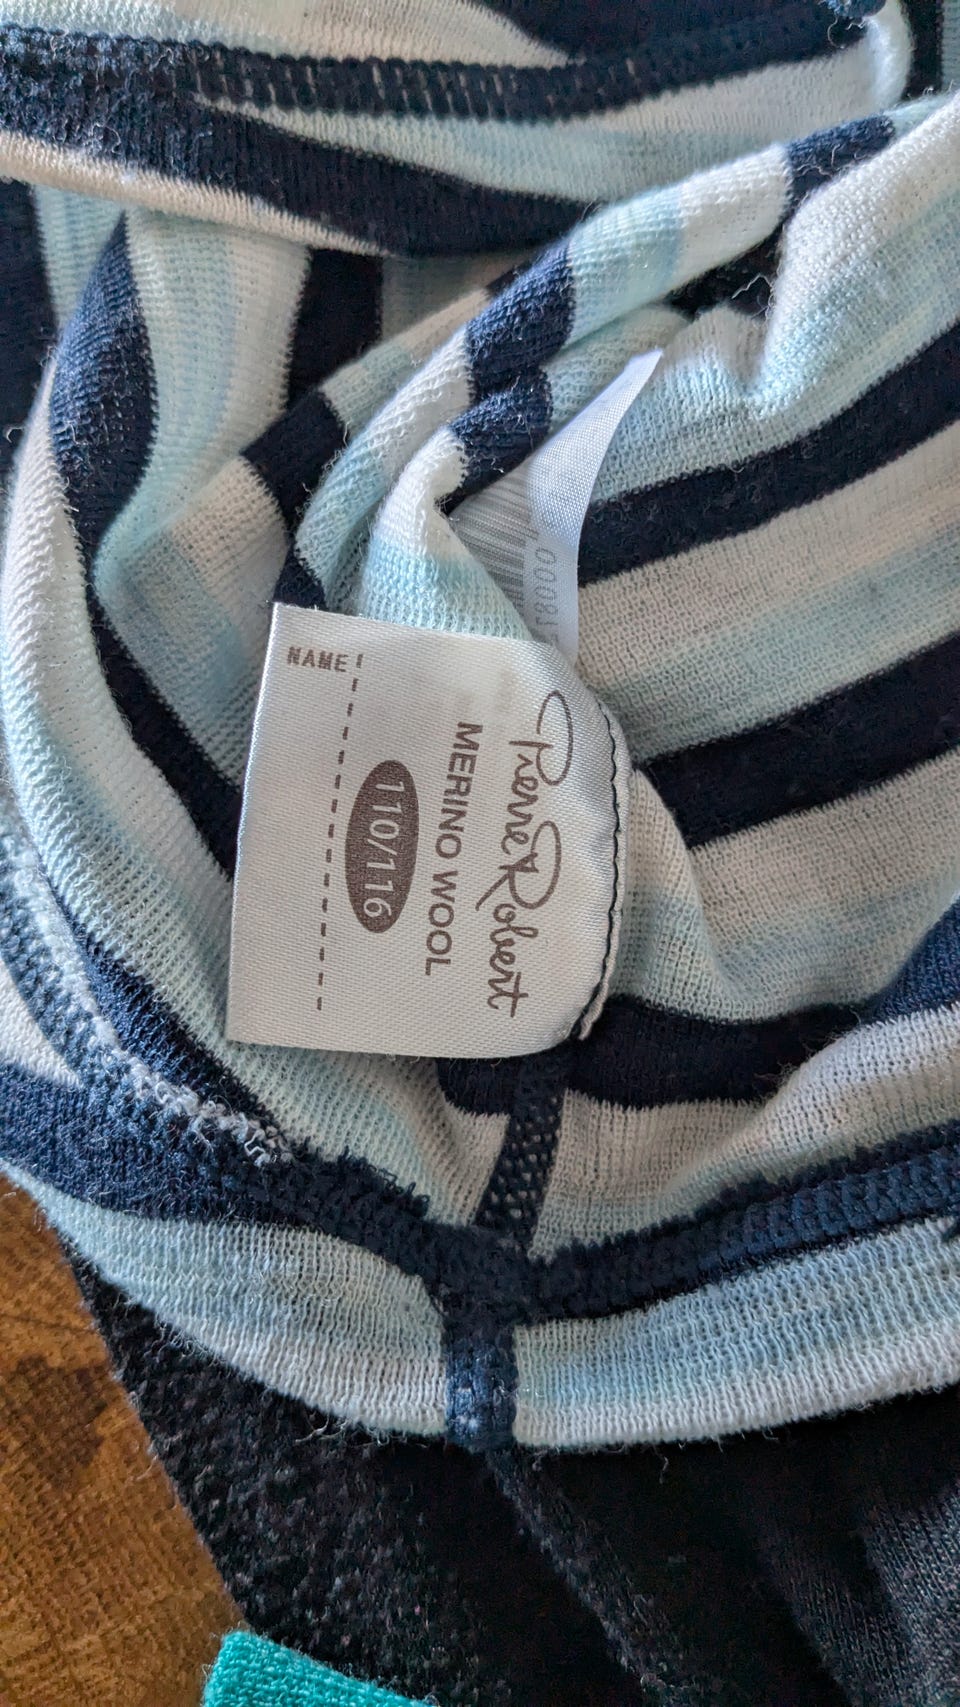 Pierre Robert
MERINO WOOL
110/116
NAME